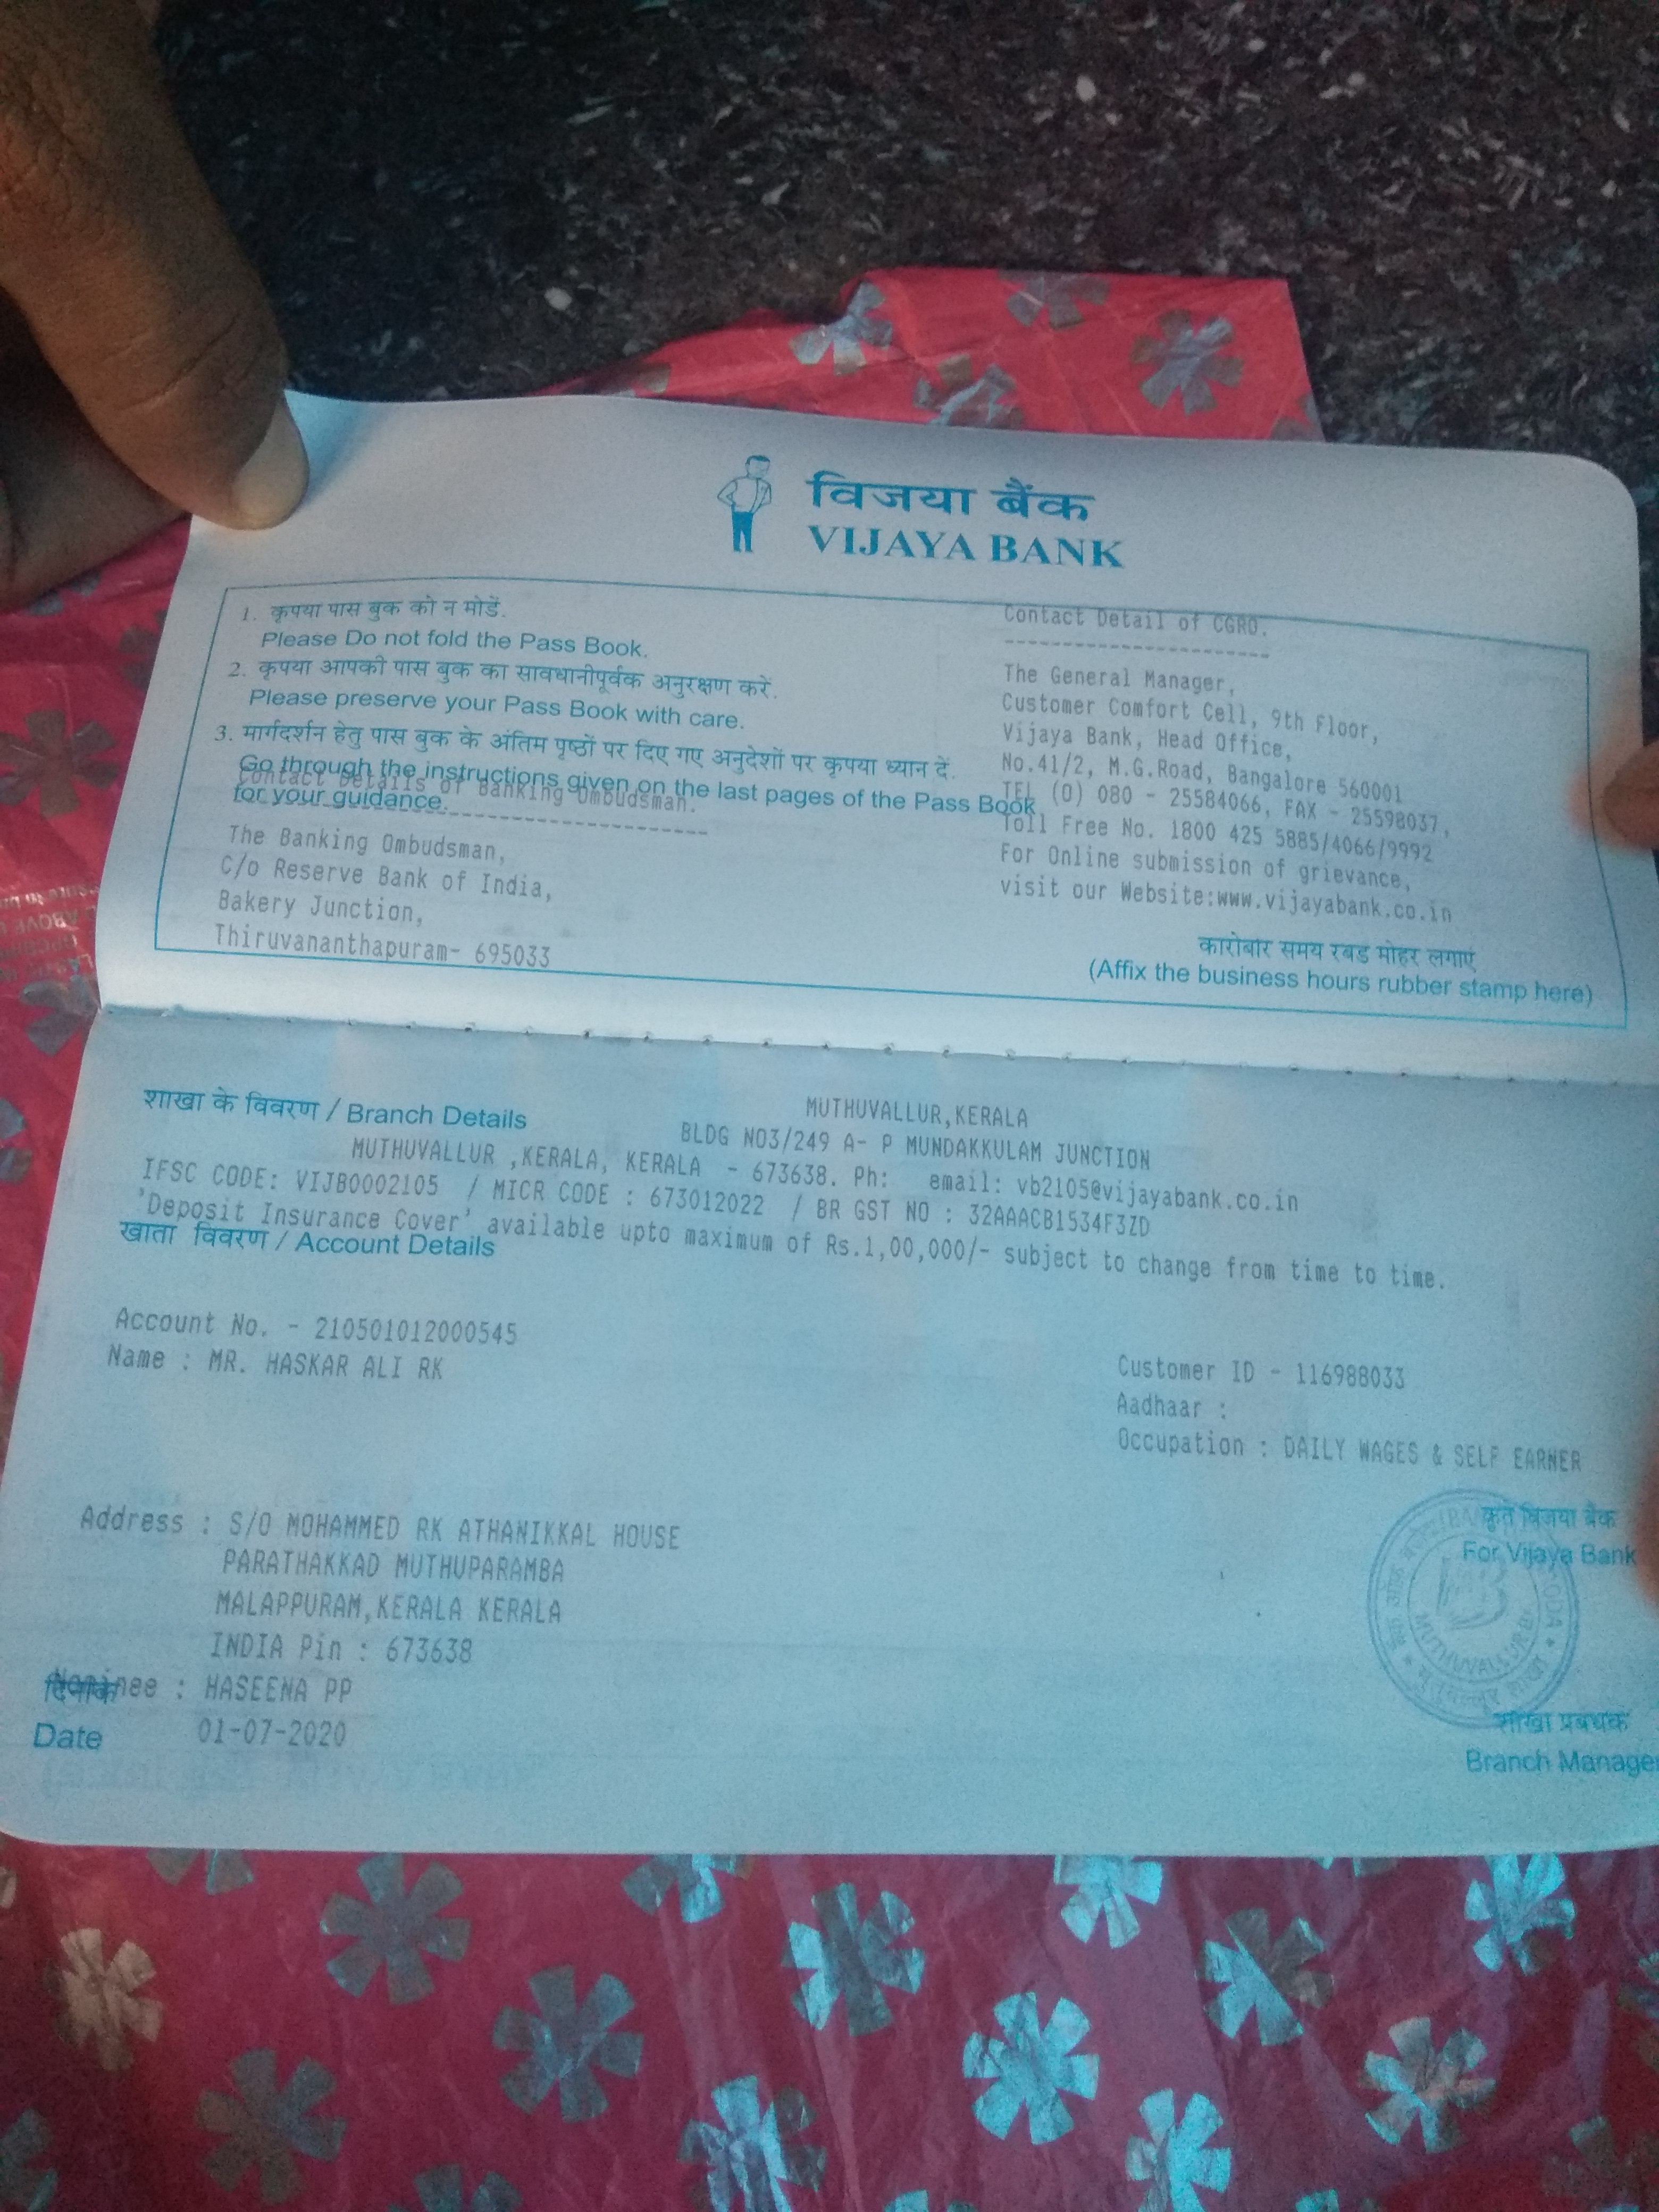 विजया बैंक
VIJAYA BANK
1. कृपया पास बुक को न मोडें.
Please Do not fold the Pass Book.
2. कृपया आपकी पास बुक का सावधानीपूर्वक अनुरक्षण करें.
Please preserve your Pass Book with care.
3. मार्गदर्शन हेतु पास बुक के अंतिम पृष्ठों पर दिए गए अनुदेशों पर कृपया ध्यान दें.
Go through the instructions given on the last pages of the Pass Book
for your guidance.
Contact Details of Banking Ombudsman.
The Banking Ombudsman,
C/o Reserve Bank of India,
Bakery Junction,
Thiruvananthapuram- 695033
Contact Detail of CGRO.
The General Manager,
Customer Comfort Cell, 9th Floor,
Vijaya Bank, Head Office,
No.41/2, M.G.Road, Bangalore 560001
TEL (0) 080 - 25584066, FAX - 25598037,
Toll Free No. 1800 425 5885/4066/9992
For Online submission of grievance,
visit our Website:www.vijayabank.co.in
कारोबार समय रबड मोहर लगाएं
(Affix the business hours rubber stamp here)
शाखा के विवरण / Branch Details
MUTHUVALLUR,KERALA
BLDG NO3/249 A- P MUNDAKKULAM JUNCTION
MUTHUVALLUR ,KERALA, KERALA - 673638. Ph: email: vb2105@vijayabank.co.in
IFSC CODE: VIJB0002105 / MICR CODE : 673012022 / BR GST NO : 32AAACB1534F3ZD
'Deposit Insurance Cover' available upto maximum of Rs.1,00,000/- subject to change from time to time.
खाता विवरण / Account Details
Account No. - 210501012000545
Name : MR. HASKAR ALI RK
Customer ID - 116988033
Aadhaar :
Occupation : DAILY WAGES & SELF EARNER
Address : S/O MOHAMMED RK ATHANIKKAL HOUSE
PARATHAKKAD MUTHUPARAMBA
MALAPPURAM,KERALA KERALA
INDIA Pin : 673638
Nominee : HASEENA PP
दिनांक
Date 01-07-2020
कृते विजया बैंक
For Vijaya Bank
शाखा प्रबंधक
Branch Manager